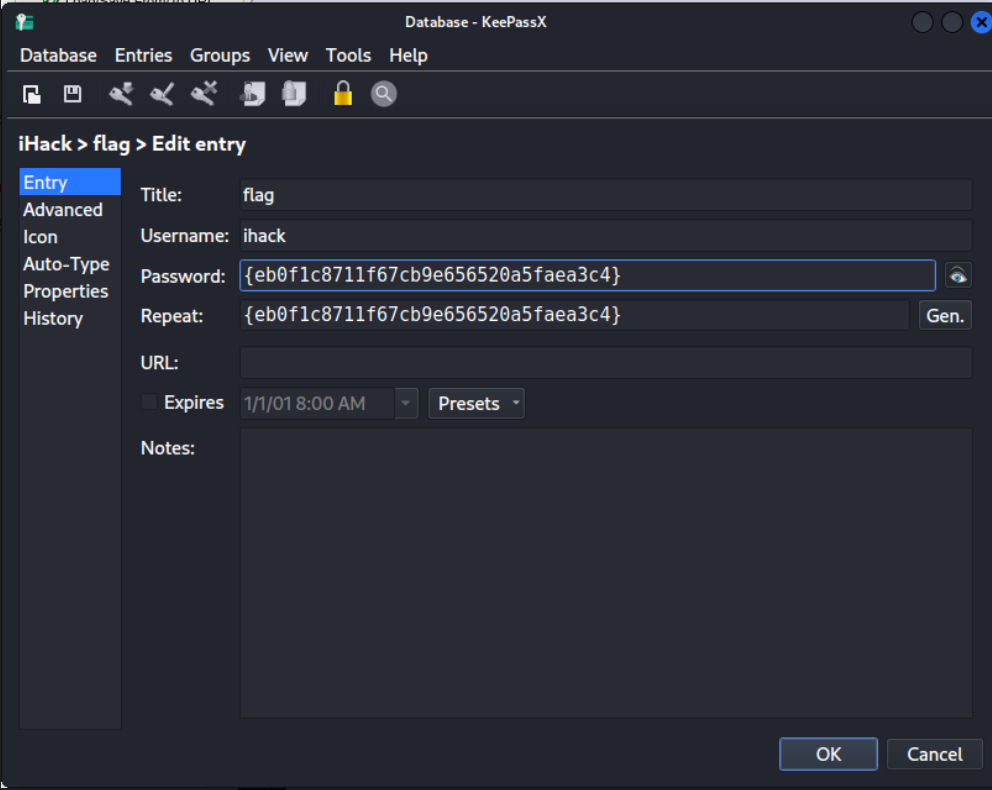 Database - KeePassX
Database Entries Groups View Tools Help
iHack > flag > Edit entry
Entry
Advanced
Icon
Auto-Type
Properties
History
Title: flag
Username: ihack
Password: {eb0f1c8711f67cb9e656520a5faea3c4}
Repeat: {eb0f1c8711f67cb9e656520a5faea3c4} Gen.
URL:
Expires 1/1/01 8:00 AM Presets
Notes:
OK Cancel